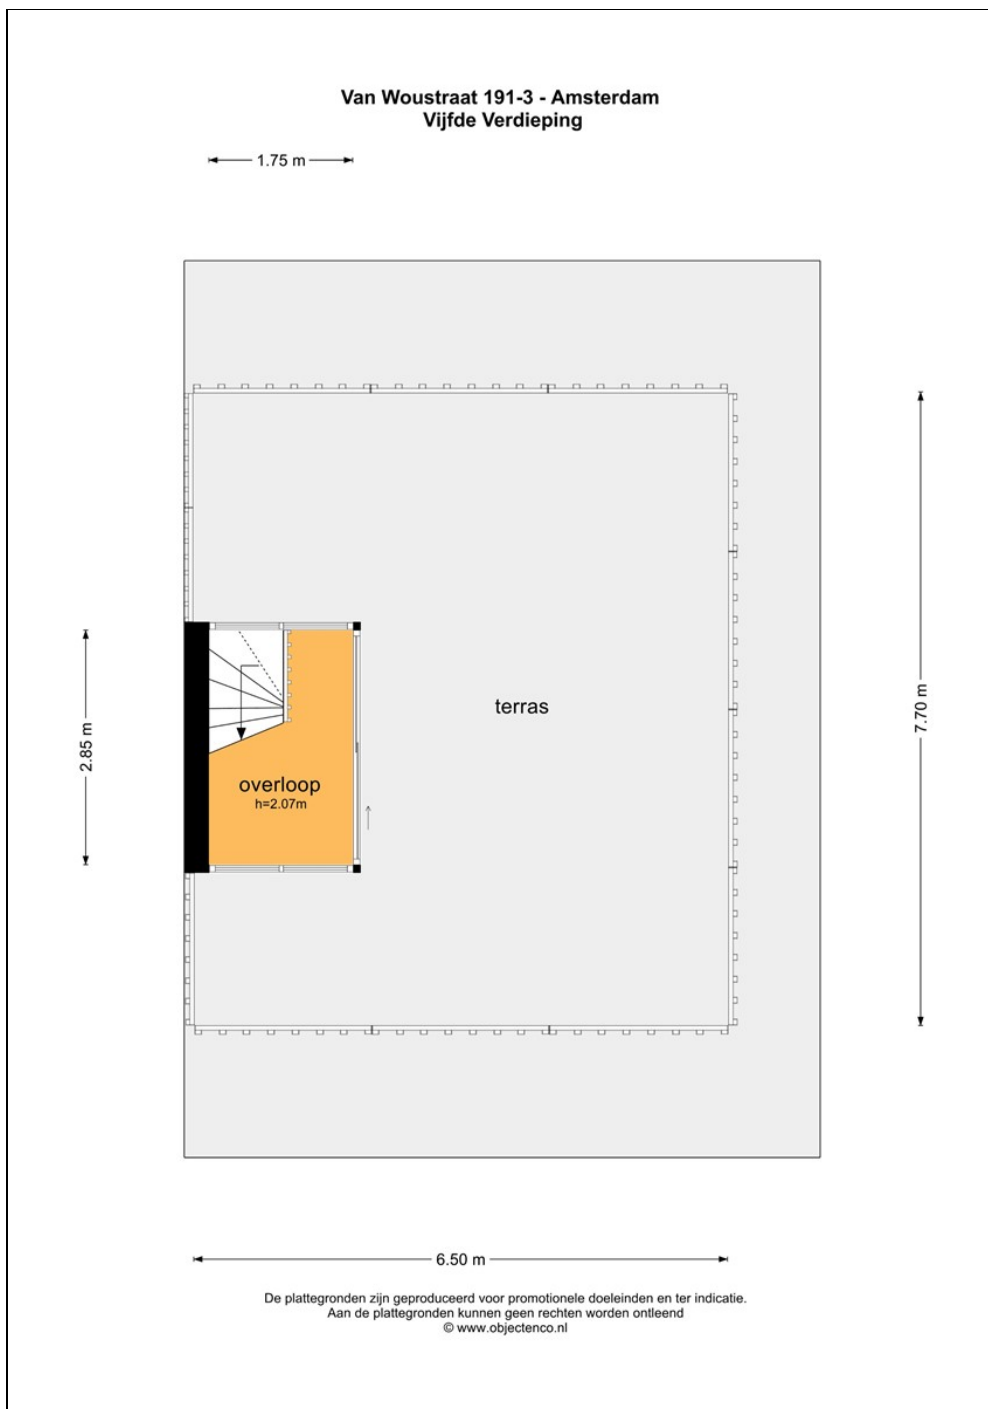 Van Woustraat 191-3 - Amsterdam
Vijfde Verdieping
1.75 m
2.85 m
terras
7.70 m
overloop
h=2.07m
6.50 m
De plattegronden zijn geproduceerd voor promotionele doeleinden en ter indicatie.
Aan de plattegronden kunnen geen rechten worden ontleend
© www.objectenco.nl